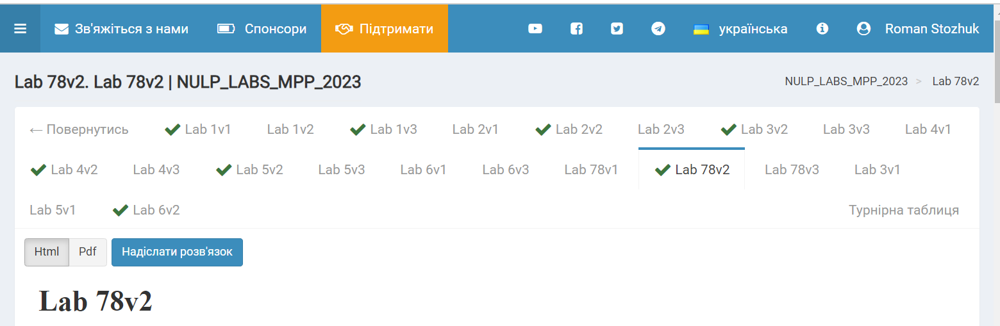 Зв'яжіться з нами Спонсори Підтримати українська Roman Stozhuk
Lab 78v2. Lab 78v2 | NULP_LABS_MPP_2023 NULP_LABS_MPP_2023 > Lab 78v2
← Повернутись Lab 1v1 Lab 1v2 Lab 1v3 Lab 2v1 Lab 2v2 Lab 2v3 Lab 3v2 Lab 3v3 Lab 4v1
Lab 4v2 Lab 4v3 Lab 5v2 Lab 5v3 Lab 6v1 Lab 6v3 Lab 78v1 Lab 78v2 Lab 78v3 Lab 3v1
Lab 5v1 Lab 6v2 Турнірна таблиця
Html Pdf Надіслати розв'язок
Lab 78v2